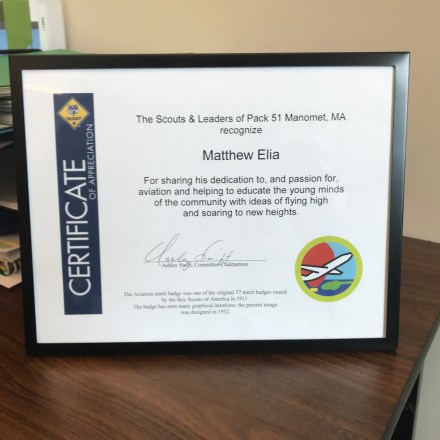 CERTIFICATE
OF APPRECIATION
The Scouts & Leaders of Pack 51 Manomet, MA
recognize
Matthew Elia
For sharing his dedication to, and passion for,
aviation and helping to educate the young minds
of the community with ideas of flying high
and soaring to new heights.
Ashley Smith, Committee Chairperson
The Aviation merit badge was one of the original 57 merit badges issued
by the Boy Scouts of America in 1911.
The badge has seen many graphical iterations, the present image
was designed in 1952.